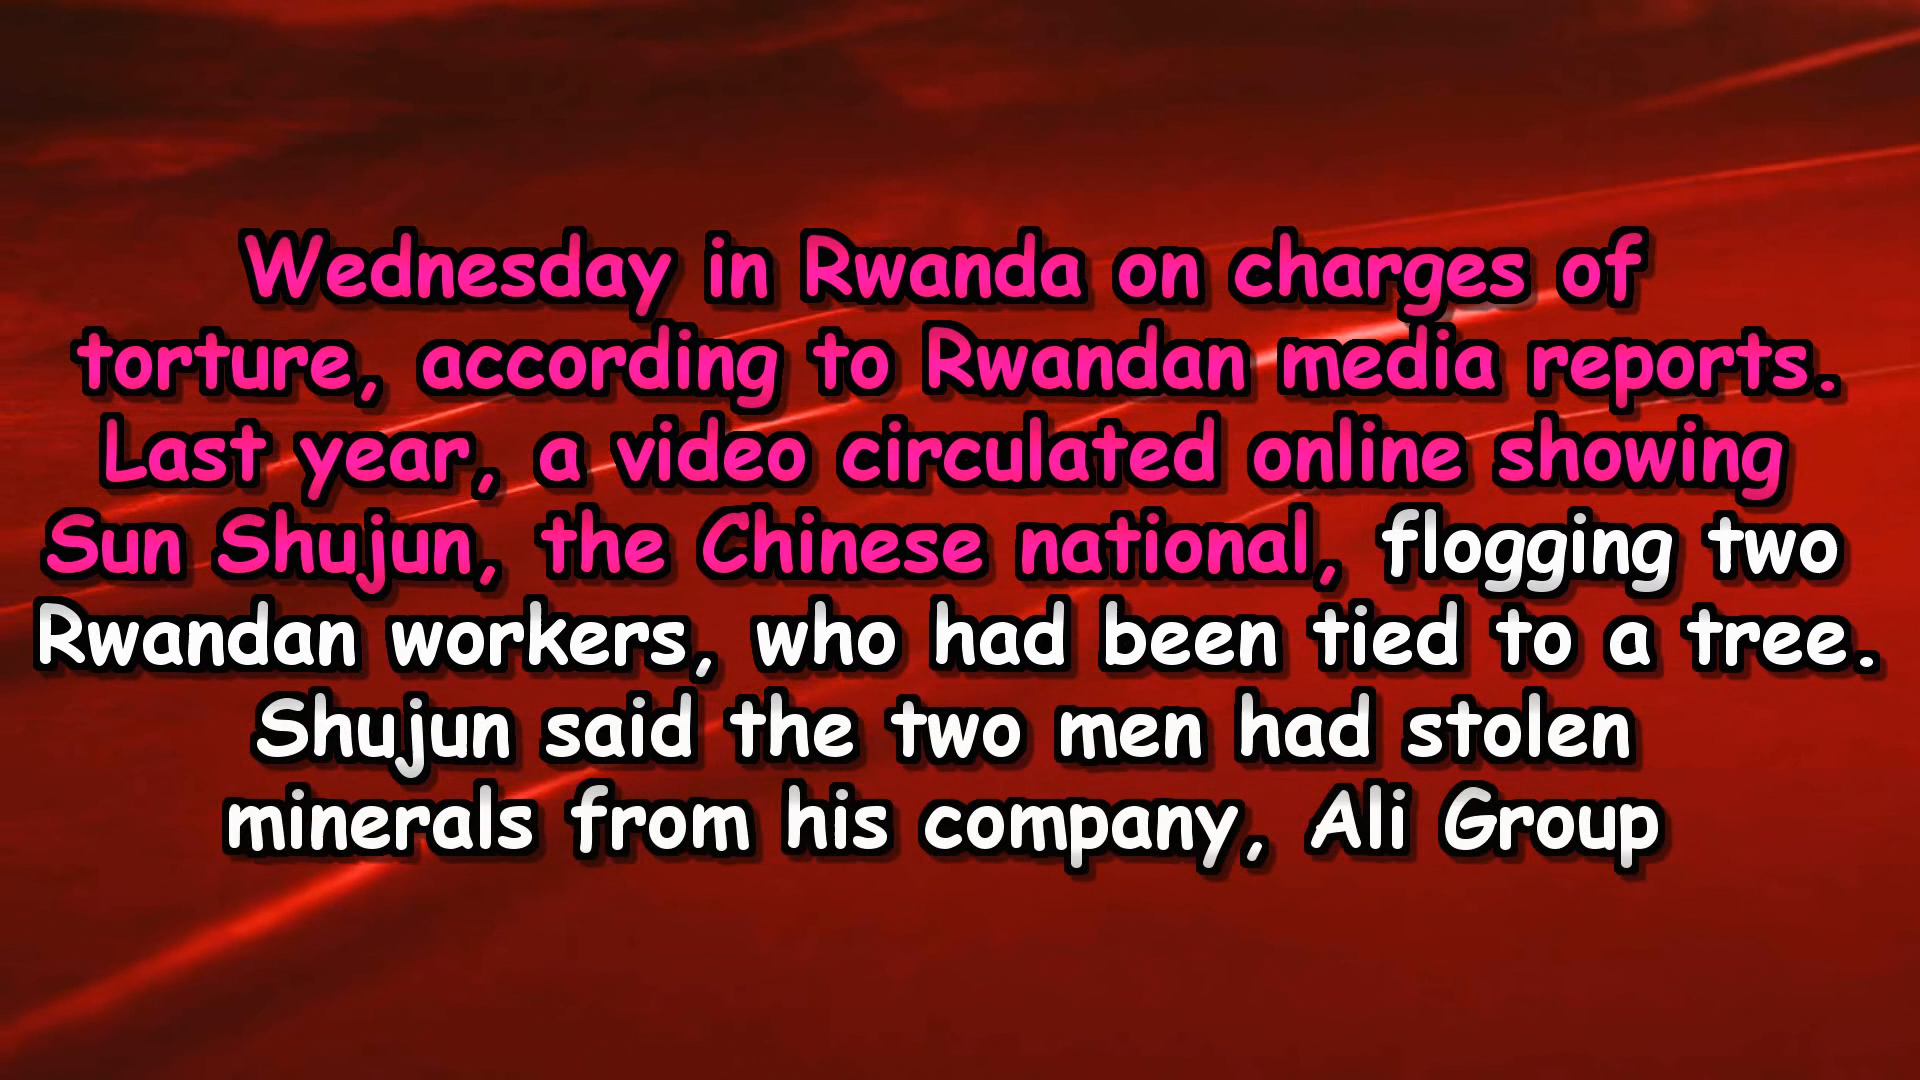 Wednesday in Rwanda on charges of
torture, according to Rwandan media reports.
Last year, a video circulated online showing
Sun Shujun, the Chinese national, flogging two
Rwandan workers, who had been tied to a tree.
Shujun said the two men had stolen
minerals from his company, Ali Group